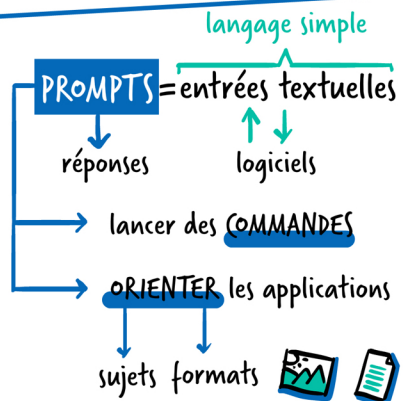 langage simple
PROMPTS = entrées textuelles
réponses logiciels
lancer des COMMANDES
ORIENTER les applications
sujets formats